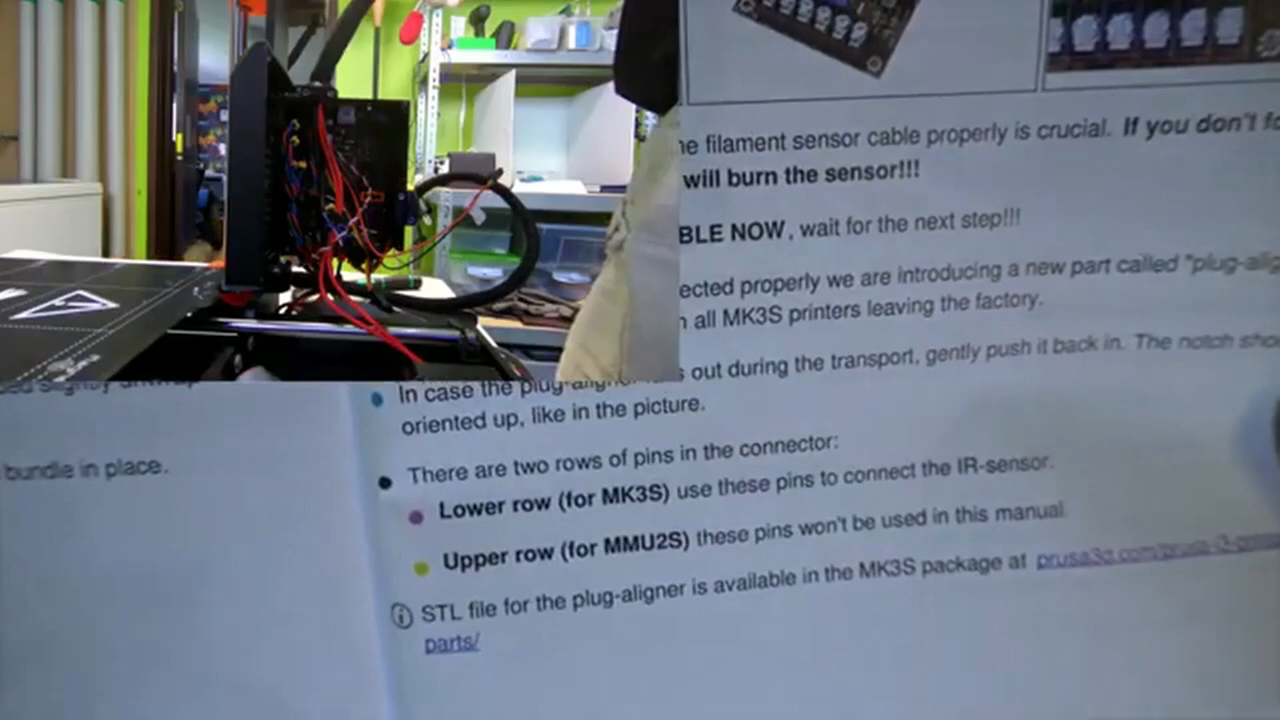 ne filament sensor cable properly is crucial. If you don't
will burn the sensor!!!
BLE NOW, wait for the next step!!!
ected properly we are introducing a new part called "plug-alig
all MK3S printers leaving the factory.
In case the out during the transport, gently push it back in. The notch sho
oriented up, like in the picture.
bundle in place.
There are two rows of pins in the connector:
Lower row (for MK3S) use these pins to connect the IR-sensor.
Upper row (for MMU2S) these pins won't be used in this manual.
STL file for the plug-aligner is available in the MK3S package at
parts/